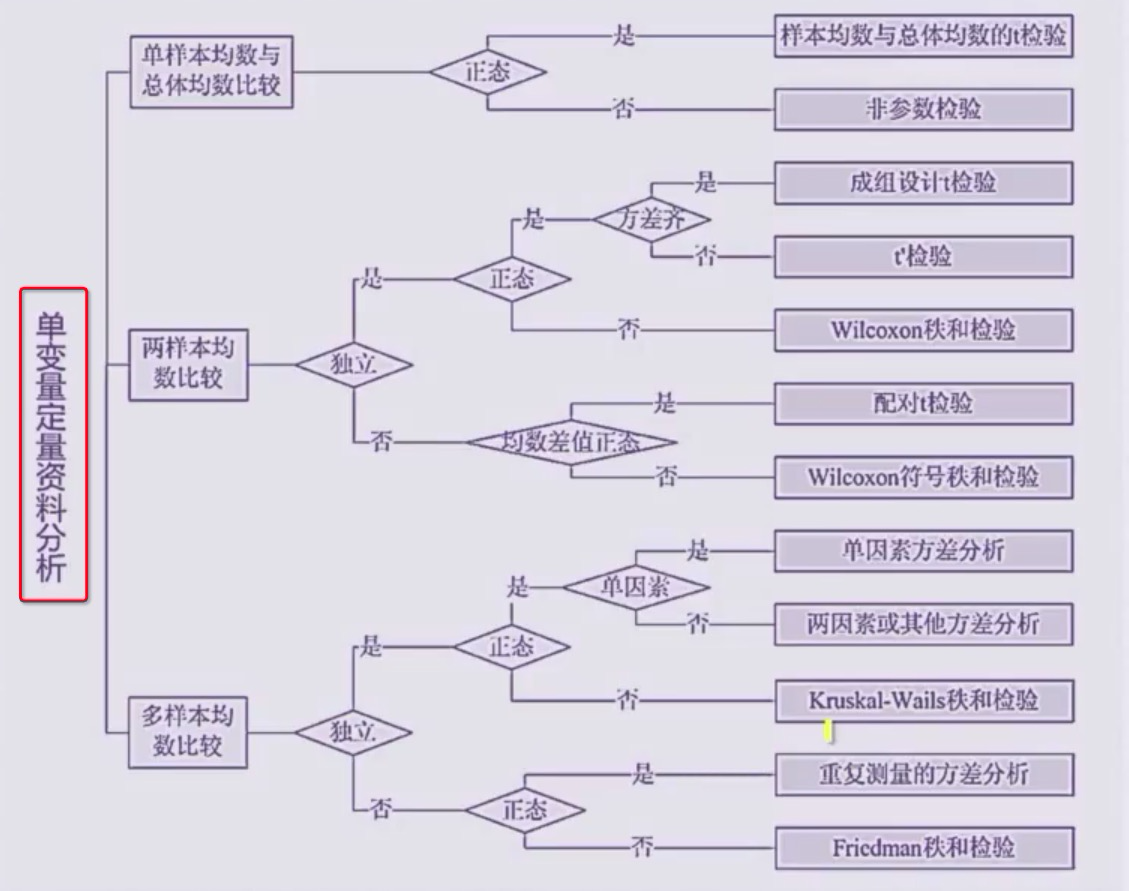 单变量定量资料分析
单样本均数与
总体均数比较
正态
是
样本均数与总体均数的t检验
否
非参数检验
两样本均
数比较
独立
是
正态
是
方差齐
是
成组设计t检验
否
t'检验
否
Wilcoxon秩和检验
否
均数差值正态
是
配对t检验
否
Wilcoxon符号秩和检验
多样本均
数比较
独立
是
正态
是
单因素
是
单因素方差分析
否
两因素或其他方差分析
否
Kruskal-Wails秩和检验
否
正态
是
重复测量的方差分析
否
Friedman秩和检验